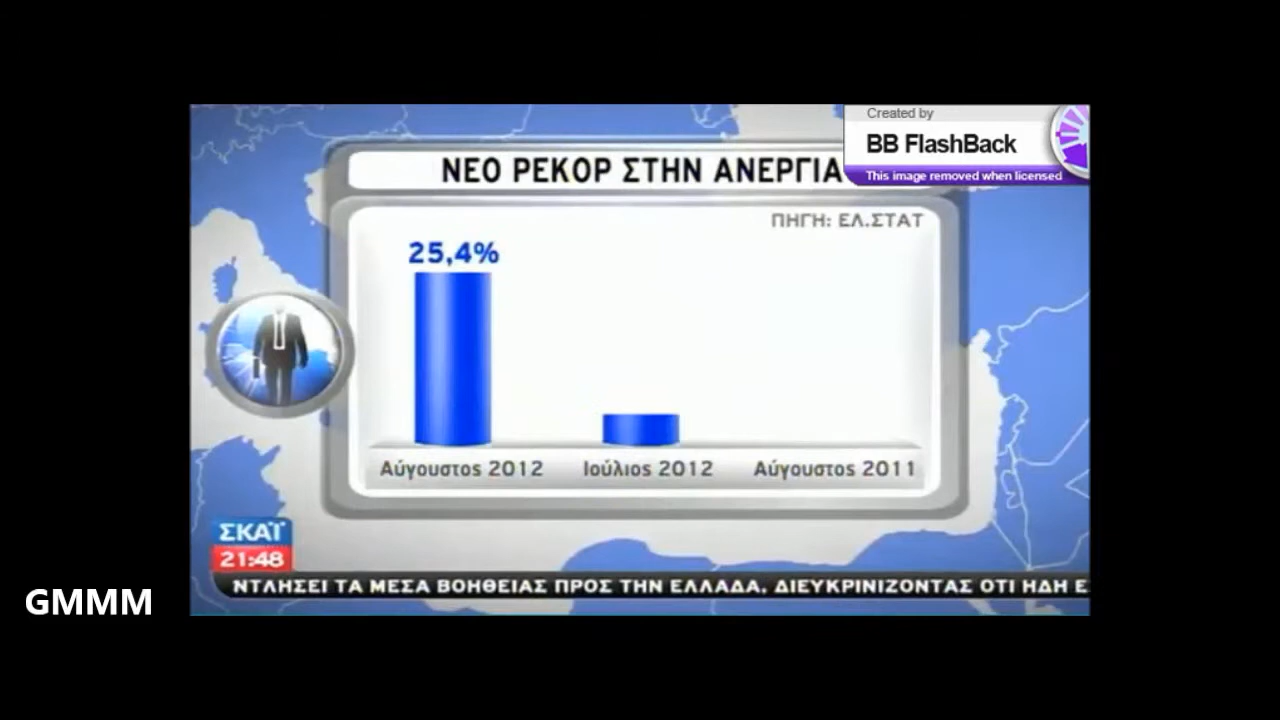 Created by
BB FlashBack
This image removed when licensed
ΝΕΟ ΡΕΚΟΡ ΣΤΗΝ ΑΝΕΡΓΙΑ
ΠΗΓΗ: ΕΛ.ΣΤΑΤ
25,4%
Αύγουστος 2012 Ιούλιος 2012 Αύγουστος 2011
ΣΚΑΪ
21:48
ΝΤΛΗΣΕΙ ΤΑ ΜΕΣΑ ΒΟΗΘΕΙΑΣ ΠΡΟΣ ΤΗΝ ΕΛΛΑΔΑ, ΔΙΕΥΚΡΙΝΙΖΟΝΤΑΣ ΟΤΙ ΗΔΗ Ε
GMMM